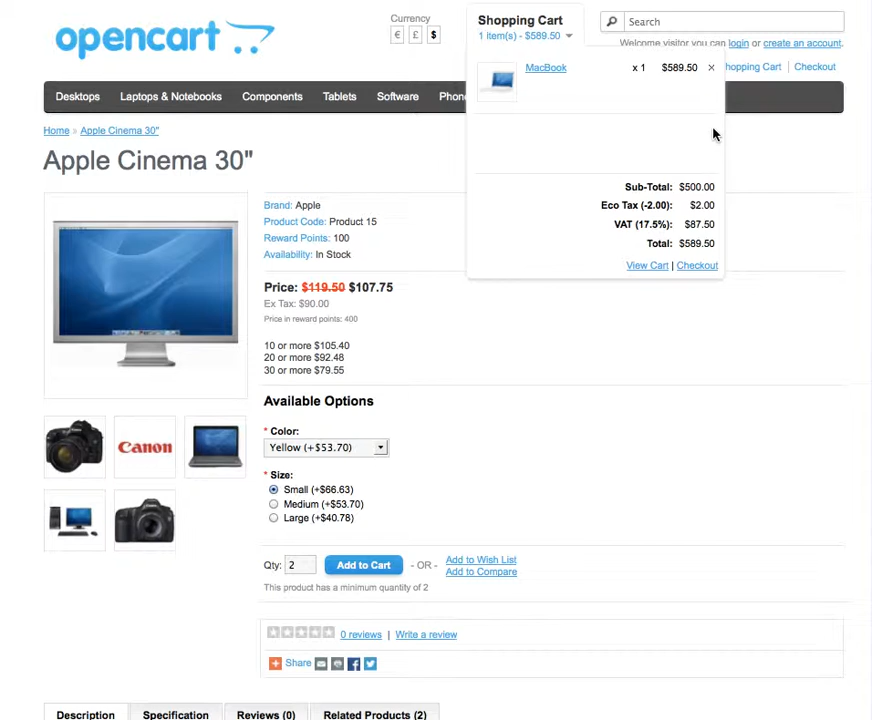 opencart
Currency
€ £ $
Shopping Cart
1 item(s) - $589.50
Search
Welcome visitor you can login or create an account.
MacBook x 1 $589.50
hopping Cart Checkout
Desktops Laptops & Notebooks Components Tablets Software Phon
Home » Apple Cinema 30"
Apple Cinema 30"
Sub-Total: $500.00
Eco Tax (-2.00): $2.00
VAT (17.5%): $87.50
Total: $589.50
View Cart | Checkout
Brand: Apple
Product Code: Product 15
Reward Points: 100
Availability: In Stock
Price: $119.50 $107.75
Ex Tax: $90.00
Price in reward points: 400
10 or more $105.40
20 or more $92.48
30 or more $79.55
Available Options
* Color:
Yellow (+$53.70)
* Size:
Small (+$66.63)
Medium (+$53.70)
Large (+$40.78)
Canon
Qty: 2 Add to Cart - OR - Add to Wish List
Add to Compare
This product has a minimum quantity of 2
0 reviews | Write a review
Share
Description Specification Reviews (0) Related Products (2)